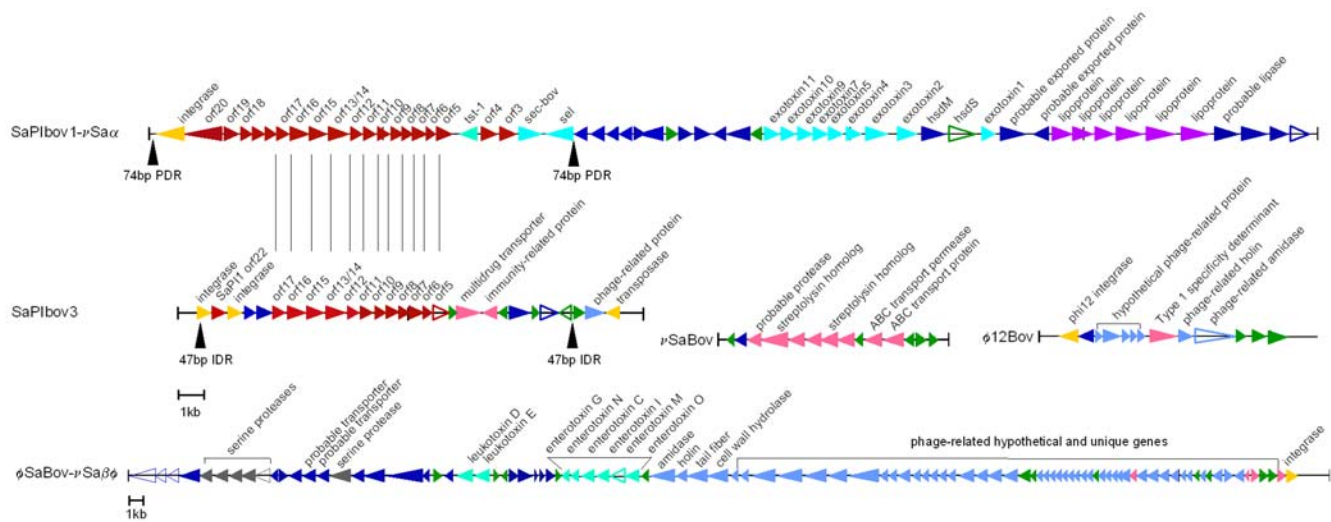 SaPIbov1-νSaα
integrase
orf20
orf19
orf18
orf17
orf16
orf15
orf13/14
orf12
orf11
orf10
orf9
orf8
orf7
orf6
orf5
tst-1
orf4
orf3
sec-bov
sel
exotoxin11
exotoxin10
exotoxin9
exotoxin7
exotoxin5
exotoxin4
exotoxin3
exotoxin2
hsdM
hsdS
exotoxin1
probable exported protein
probable exported protein
lipoprotein
lipoprotein
lipoprotein
lipoprotein
lipoprotein
lipoprotein
probable lipase
74bp PDR
74bp PDR
SaPIbov3
integrase
SaPI1 orf22
integrase
orf17
orf16
orf15
orf13/14
orf12
orf11
orf10
orf9
orf8
orf7
orf6
orf5
multidrug transporter
immunity-related protein
phage-related protein
transposase
47bp IDR
47bp IDR
1kb
νSaBov
probable protease
streptolysin homolog
streptolysin homolog
ABC transport permease
ABC transport protein
ϕ12Bov
phi12 integrase
hypothetical phage-related protein
Type 1 specificity determinant
phage-related holin
phage-related amidase
ϕSaBov-νSaβϕ
serine proteases
probable transporter
probable transporter
serine protease
leukotoxin D
leukotoxin E
enterotoxin G
enterotoxin N
enterotoxin C
enterotoxin I
enterotoxin M
enterotoxin O
amidase
holin
tail fiber
cell wall hydrolase
phage-related hypothetical and unique genes
integrase
1kb